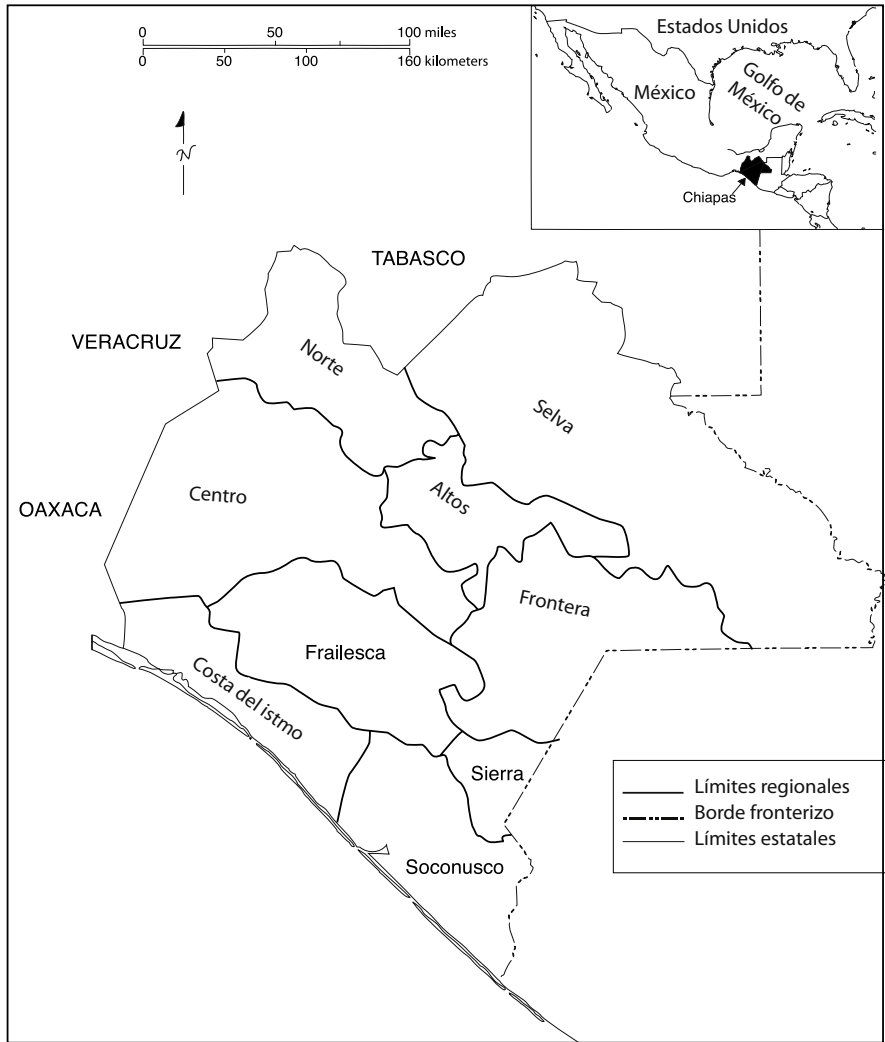 0 50 100 miles
0 50 100 160 kilometers
N
Estados Unidos
México
Golfo de
México
Chiapas
TABASCO
VERACRUZ
Norte
Selva
OAXACA
Centro
Altos
Frontera
Frailesca
Costa del istmo
Sierra
Soconusco
Límites regionales
Borde fronterizo
Límites estatales